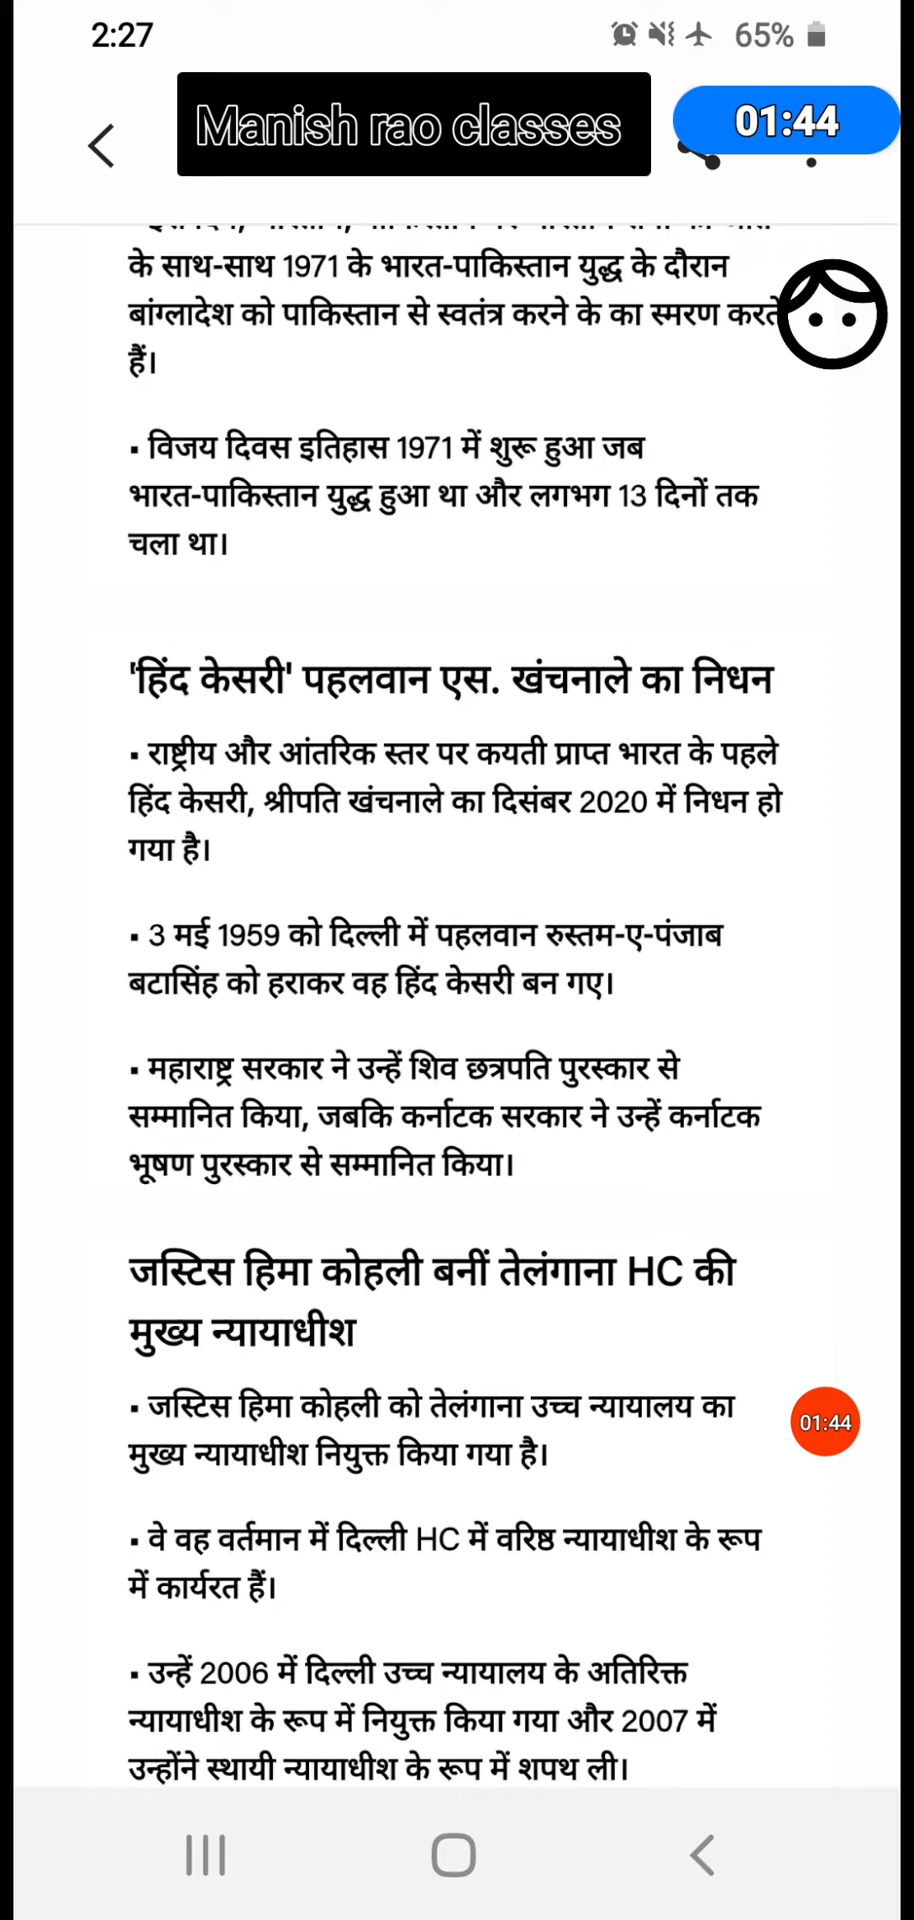 2:27
65%
Manish rao classes
01:44
के साथ-साथ 1971 के भारत-पाकिस्तान युद्ध के दौरान
बांग्लादेश को पाकिस्तान से स्वतंत्र करने के का स्मरण करते
हैं।
▪ विजय दिवस इतिहास 1971 में शुरू हुआ जब
भारत-पाकिस्तान युद्ध हुआ था और लगभग 13 दिनों तक
चला था।
'हिंद केसरी' पहलवान एस. खंचनाले का निधन
▪ राष्ट्रीय और आंतरिक स्तर पर कयती प्राप्त भारत के पहले
हिंद केसरी, श्रीपति खंचनाले का दिसंबर 2020 में निधन हो
गया है।
▪ 3 मई 1959 को दिल्ली में पहलवान रुस्तम-ए-पंजाब
बटासिंह को हराकर वह हिंद केसरी बन गए।
▪ महाराष्ट्र सरकार ने उन्हें शिव छत्रपति पुरस्कार से
सम्मानित किया, जबकि कर्नाटक सरकार ने उन्हें कर्नाटक
भूषण पुरस्कार से सम्मानित किया।
जस्टिस हिमा कोहली बनीं तेलंगाना HC की
मुख्य न्यायाधीश
▪ जस्टिस हिमा कोहली को तेलंगाना उच्च न्यायालय का
मुख्य न्यायाधीश नियुक्त किया गया है।
01:44
▪ वे वह वर्तमान में दिल्ली HC में वरिष्ठ न्यायाधीश के रूप
में कार्यरत हैं।
▪ उन्हें 2006 में दिल्ली उच्च न्यायालय के अतिरिक्त
न्यायाधीश के रूप में नियुक्त किया गया और 2007 में
उन्होंने स्थायी न्यायाधीश के रूप में शपथ ली।